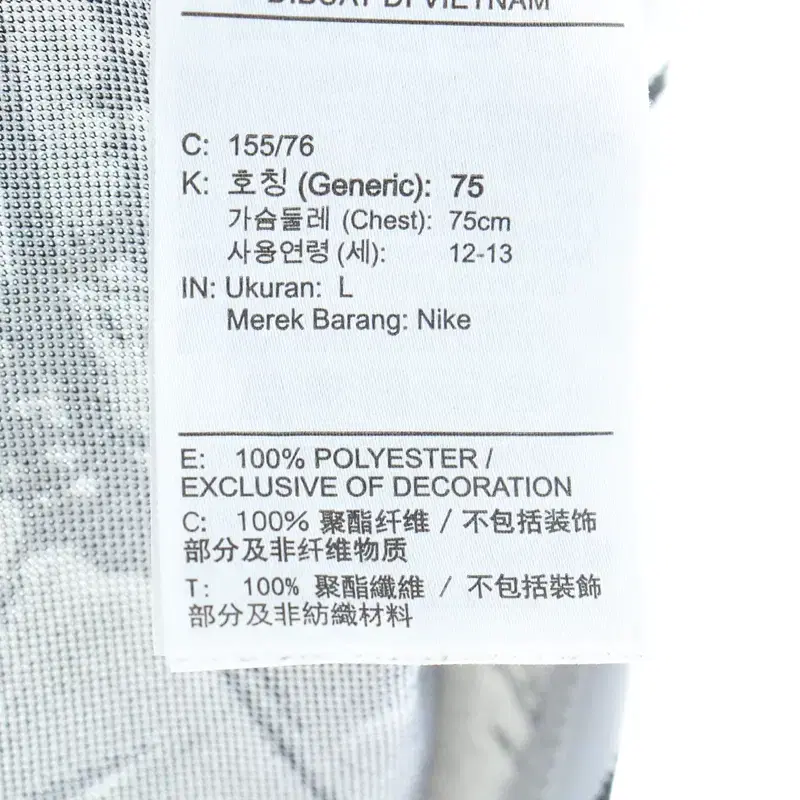 DIBUAT DI VIETNAM
C: 155/76
K: 호칭 (Generic): 75
가슴둘레 (Chest): 75cm
사용연령 (세): 12-13
IN: Ukuran: L
Merek Barang: Nike
E: 100% POLYESTER /
EXCLUSIVE OF DECORATION
C: 100% 聚酯纤维 / 不包括装饰
部分及非纤维物质
T: 100% 聚酯纖維 / 不包括裝飾
部分及非紡織材料